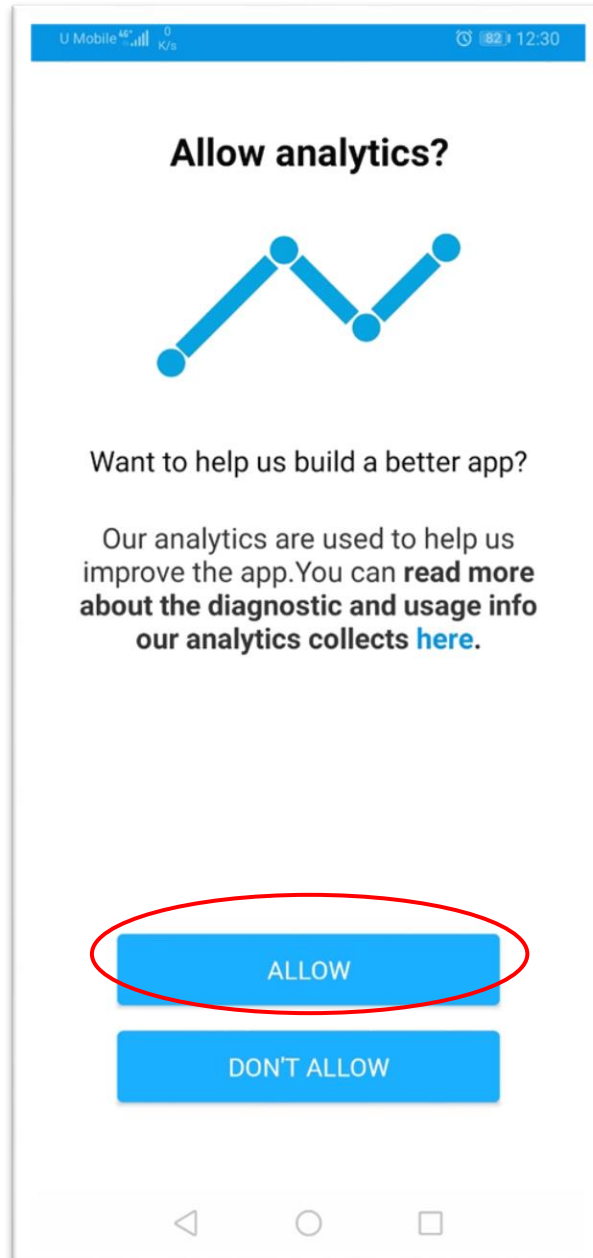 U Mobile 46+ 0 K/s 82 12:30
Allow analytics?
Want to help us build a better app?
Our analytics are used to help us
improve the app.You can read more
about the diagnostic and usage info
our analytics collects here.
ALLOW
DON'T ALLOW